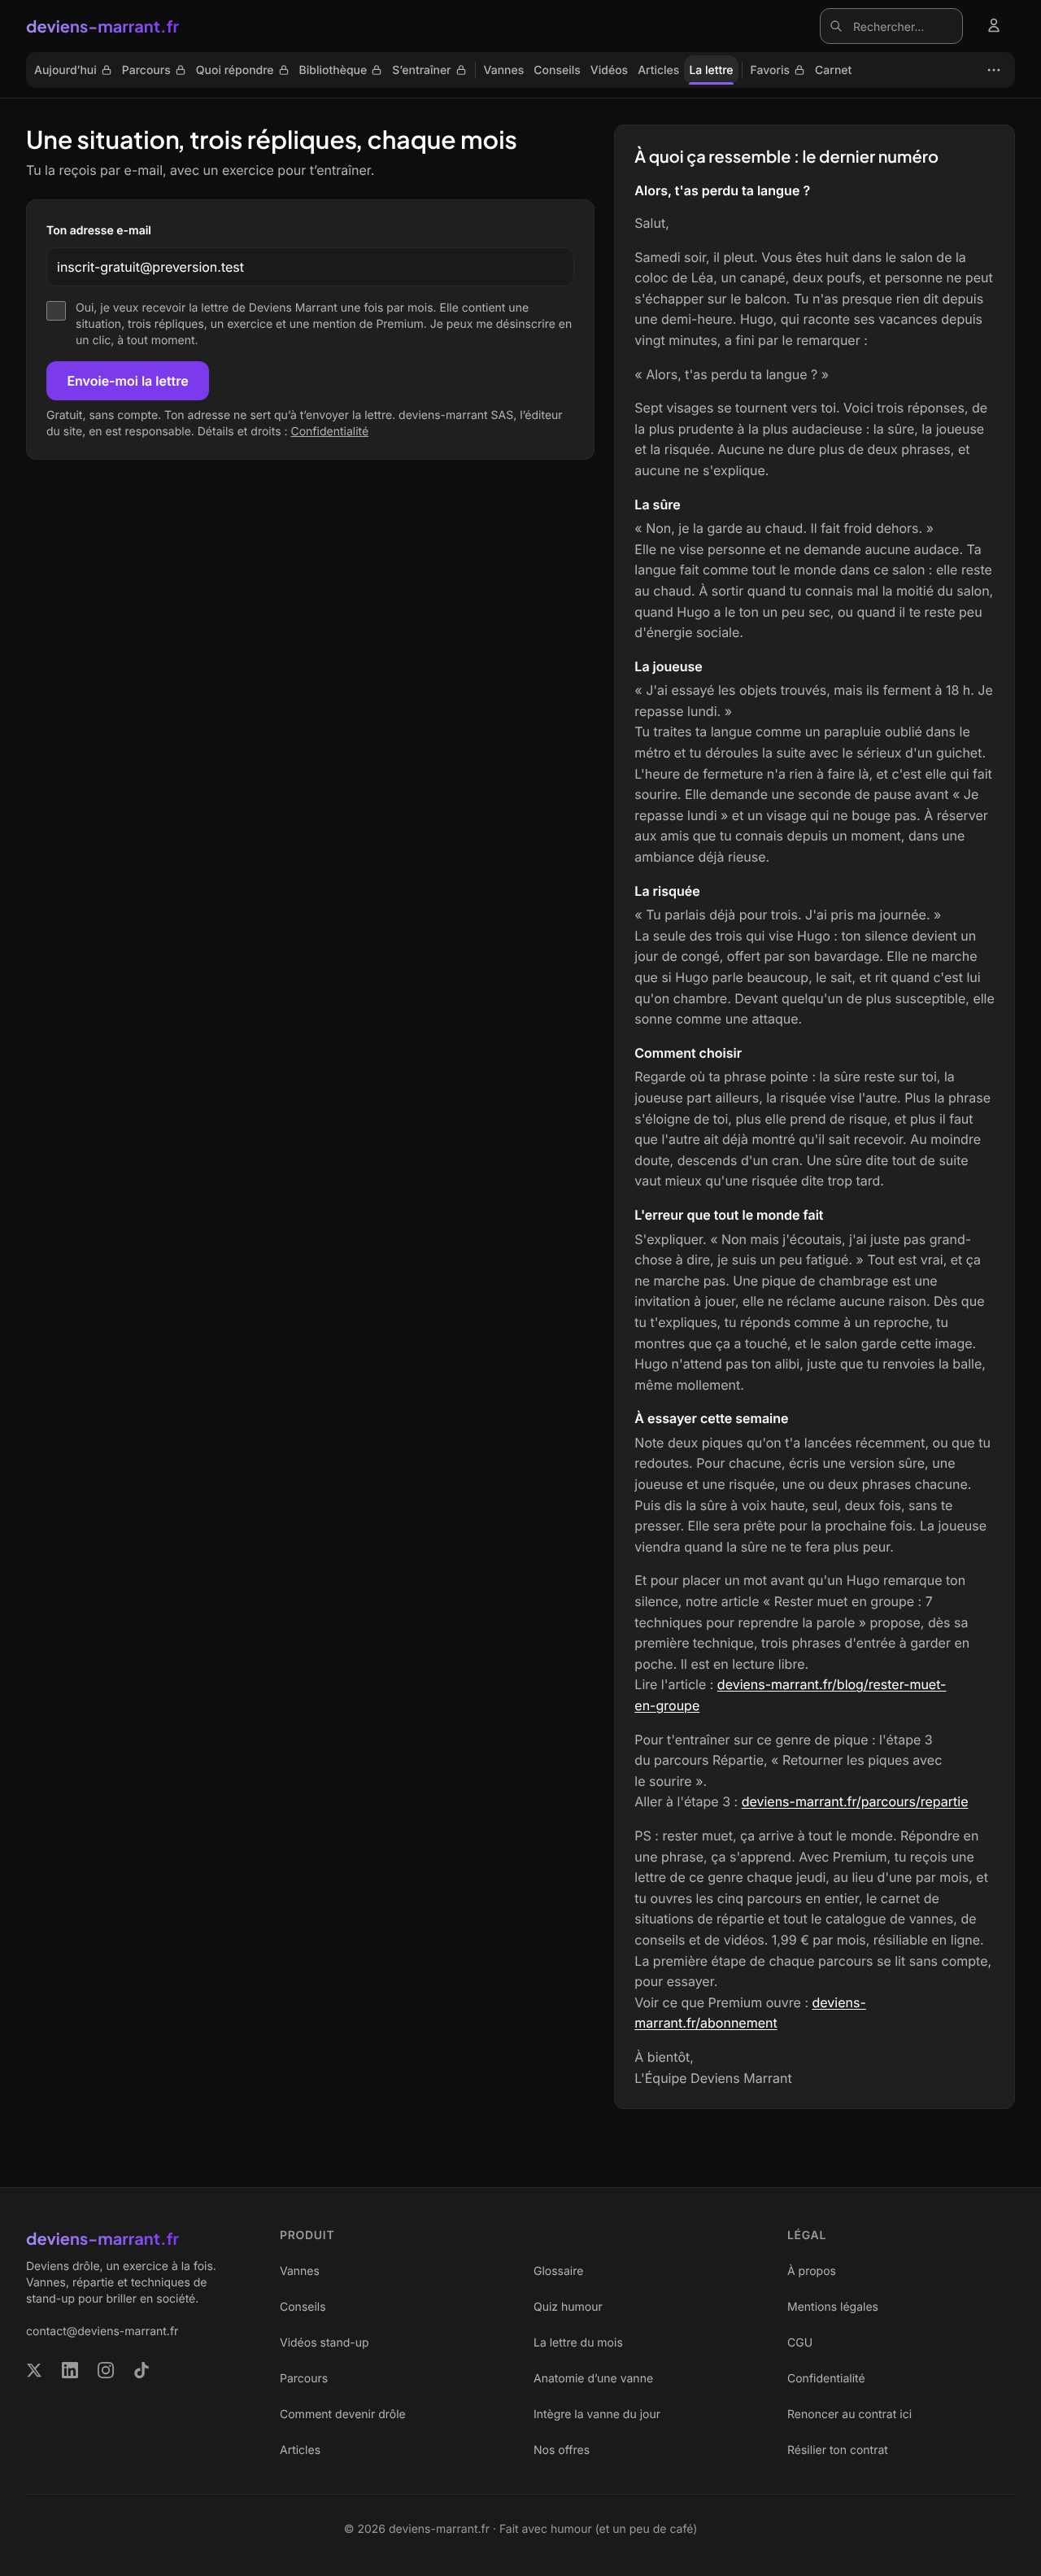 deviens-marrant.fr
Rechercher...
Aujourd’hui
Parcours
Quoi répondre
Bibliothèque
S’entraîner
Vannes
Conseils
Vidéos
Articles
La lettre
Favoris
Carnet
Une situation, trois répliques, chaque mois
Tu la reçois par e-mail, avec un exercice pour t’entraîner.
Ton adresse e-mail
inscrit-gratuit@preversion.test
Oui, je veux recevoir la lettre de Deviens Marrant une fois par mois. Elle contient une
situation, trois répliques, un exercice et une mention de Premium. Je peux me désinscrire en
un clic, à tout moment.
Envoie-moi la lettre
Gratuit, sans compte. Ton adresse ne sert qu’à t’envoyer la lettre. deviens-marrant SAS, l’éditeur
du site, en est responsable. Détails et droits : Confidentialité
À quoi ça ressemble : le dernier numéro
Alors, t'as perdu ta langue ?
Salut,
Samedi soir, il pleut. Vous êtes huit dans le salon de la
coloc de Léa, un canapé, deux poufs, et personne ne peut
s'échapper sur le balcon. Tu n'as presque rien dit depuis
une demi-heure. Hugo, qui raconte ses vacances depuis
vingt minutes, a fini par le remarquer :
« Alors, t'as perdu ta langue ? »
Sept visages se tournent vers toi. Voici trois réponses, de
la plus prudente à la plus audacieuse : la sûre, la joueuse
et la risquée. Aucune ne dure plus de deux phrases, et
aucune ne s'explique.
La sûre
« Non, je la garde au chaud. Il fait froid dehors. »
Elle ne vise personne et ne demande aucune audace. Ta
langue fait comme tout le monde dans ce salon : elle reste
au chaud. À sortir quand tu connais mal la moitié du salon,
quand Hugo a le ton un peu sec, ou quand il te reste peu
d'énergie sociale.
La joueuse
« J'ai essayé les objets trouvés, mais ils ferment à 18 h. Je
repasse lundi. »
Tu traites ta langue comme un parapluie oublié dans le
métro et tu déroules la suite avec le sérieux d'un guichet.
L'heure de fermeture n'a rien à faire là, et c'est elle qui fait
sourire. Elle demande une seconde de pause avant « Je
repasse lundi » et un visage qui ne bouge pas. À réserver
aux amis que tu connais depuis un moment, dans une
ambiance déjà rieuse.
La risquée
« Tu parlais déjà pour trois. J'ai pris ma journée. »
La seule des trois qui vise Hugo : ton silence devient un
jour de congé, offert par son bavardage. Elle ne marche
que si Hugo parle beaucoup, le sait, et rit quand c'est lui
qu'on chambre. Devant quelqu'un de plus susceptible, elle
sonne comme une attaque.
Comment choisir
Regarde où ta phrase pointe : la sûre reste sur toi, la
joueuse part ailleurs, la risquée vise l'autre. Plus la phrase
s'éloigne de toi, plus elle prend de risque, et plus il faut
que l'autre ait déjà montré qu'il sait recevoir. Au moindre
doute, descends d'un cran. Une sûre dite tout de suite
vaut mieux qu'une risquée dite trop tard.
L'erreur que tout le monde fait
S'expliquer. « Non mais j'écoutais, j'ai juste pas grand-
chose à dire, je suis un peu fatigué. » Tout est vrai, et ça
ne marche pas. Une pique de chambrage est une
invitation à jouer, elle ne réclame aucune raison. Dès que
tu t'expliques, tu réponds comme à un reproche, tu
montres que ça a touché, et le salon garde cette image.
Hugo n'attend pas ton alibi, juste que tu renvoies la balle,
même mollement.
À essayer cette semaine
Note deux piques qu'on t'a lancées récemment, ou que tu
redoutes. Pour chacune, écris une version sûre, une
joueuse et une risquée, une ou deux phrases chacune.
Puis dis la sûre à voix haute, seul, deux fois, sans te
presser. Elle sera prête pour la prochaine fois. La joueuse
viendra quand la sûre ne te fera plus peur.
Et pour placer un mot avant qu'un Hugo remarque ton
silence, notre article « Rester muet en groupe : 7
techniques pour reprendre la parole » propose, dès sa
première technique, trois phrases d'entrée à garder en
poche. Il est en lecture libre.
Lire l'article : deviens-marrant.fr/blog/rester-muet-
en-groupe
Pour t'entraîner sur ce genre de pique : l'étape 3
du parcours Répartie, « Retourner les piques avec
le sourire ».
Aller à l'étape 3 : deviens-marrant.fr/parcours/repartie
PS : rester muet, ça arrive à tout le monde. Répondre en
une phrase, ça s'apprend. Avec Premium, tu reçois une
lettre de ce genre chaque jeudi, au lieu d'une par mois, et
tu ouvres les cinq parcours en entier, le carnet de
situations de répartie et tout le catalogue de vannes, de
conseils et de vidéos. 1,99 € par mois, résiliable en ligne.
La première étape de chaque parcours se lit sans compte,
pour essayer.
Voir ce que Premium ouvre : deviens-
marrant.fr/abonnement
À bientôt,
L'Équipe Deviens Marrant
deviens-marrant.fr
Deviens drôle, un exercice à la fois.
Vannes, répartie et techniques de
stand-up pour briller en société.
contact@deviens-marrant.fr
PRODUIT
Vannes
Conseils
Vidéos stand-up
Parcours
Comment devenir drôle
Articles
Glossaire
Quiz humour
La lettre du mois
Anatomie d’une vanne
Intègre la vanne du jour
Nos offres
LÉGAL
À propos
Mentions légales
CGU
Confidentialité
Renoncer au contrat ici
Résilier ton contrat
© 2026 deviens-marrant.fr · Fait avec humour (et un peu de café)